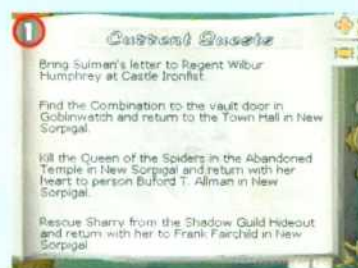 1
Current Quests
Bring Sulman's letter to Regent Wilbur
Humphrey at Castle Ironfist.
Find the Combination to the vault door in
Goblinwatch and return to the Town Hall in New
Sorpigal.
Kill the Queen of the Spiders in the Abandoned
Temple in New Sorpigal and return with her
heart to person Buford T. Allman in New
Sorpigal.
Rescue Sharry from the Shadow Guild Hideout
and return with her to Frank Fairchild in New
Sorpigal